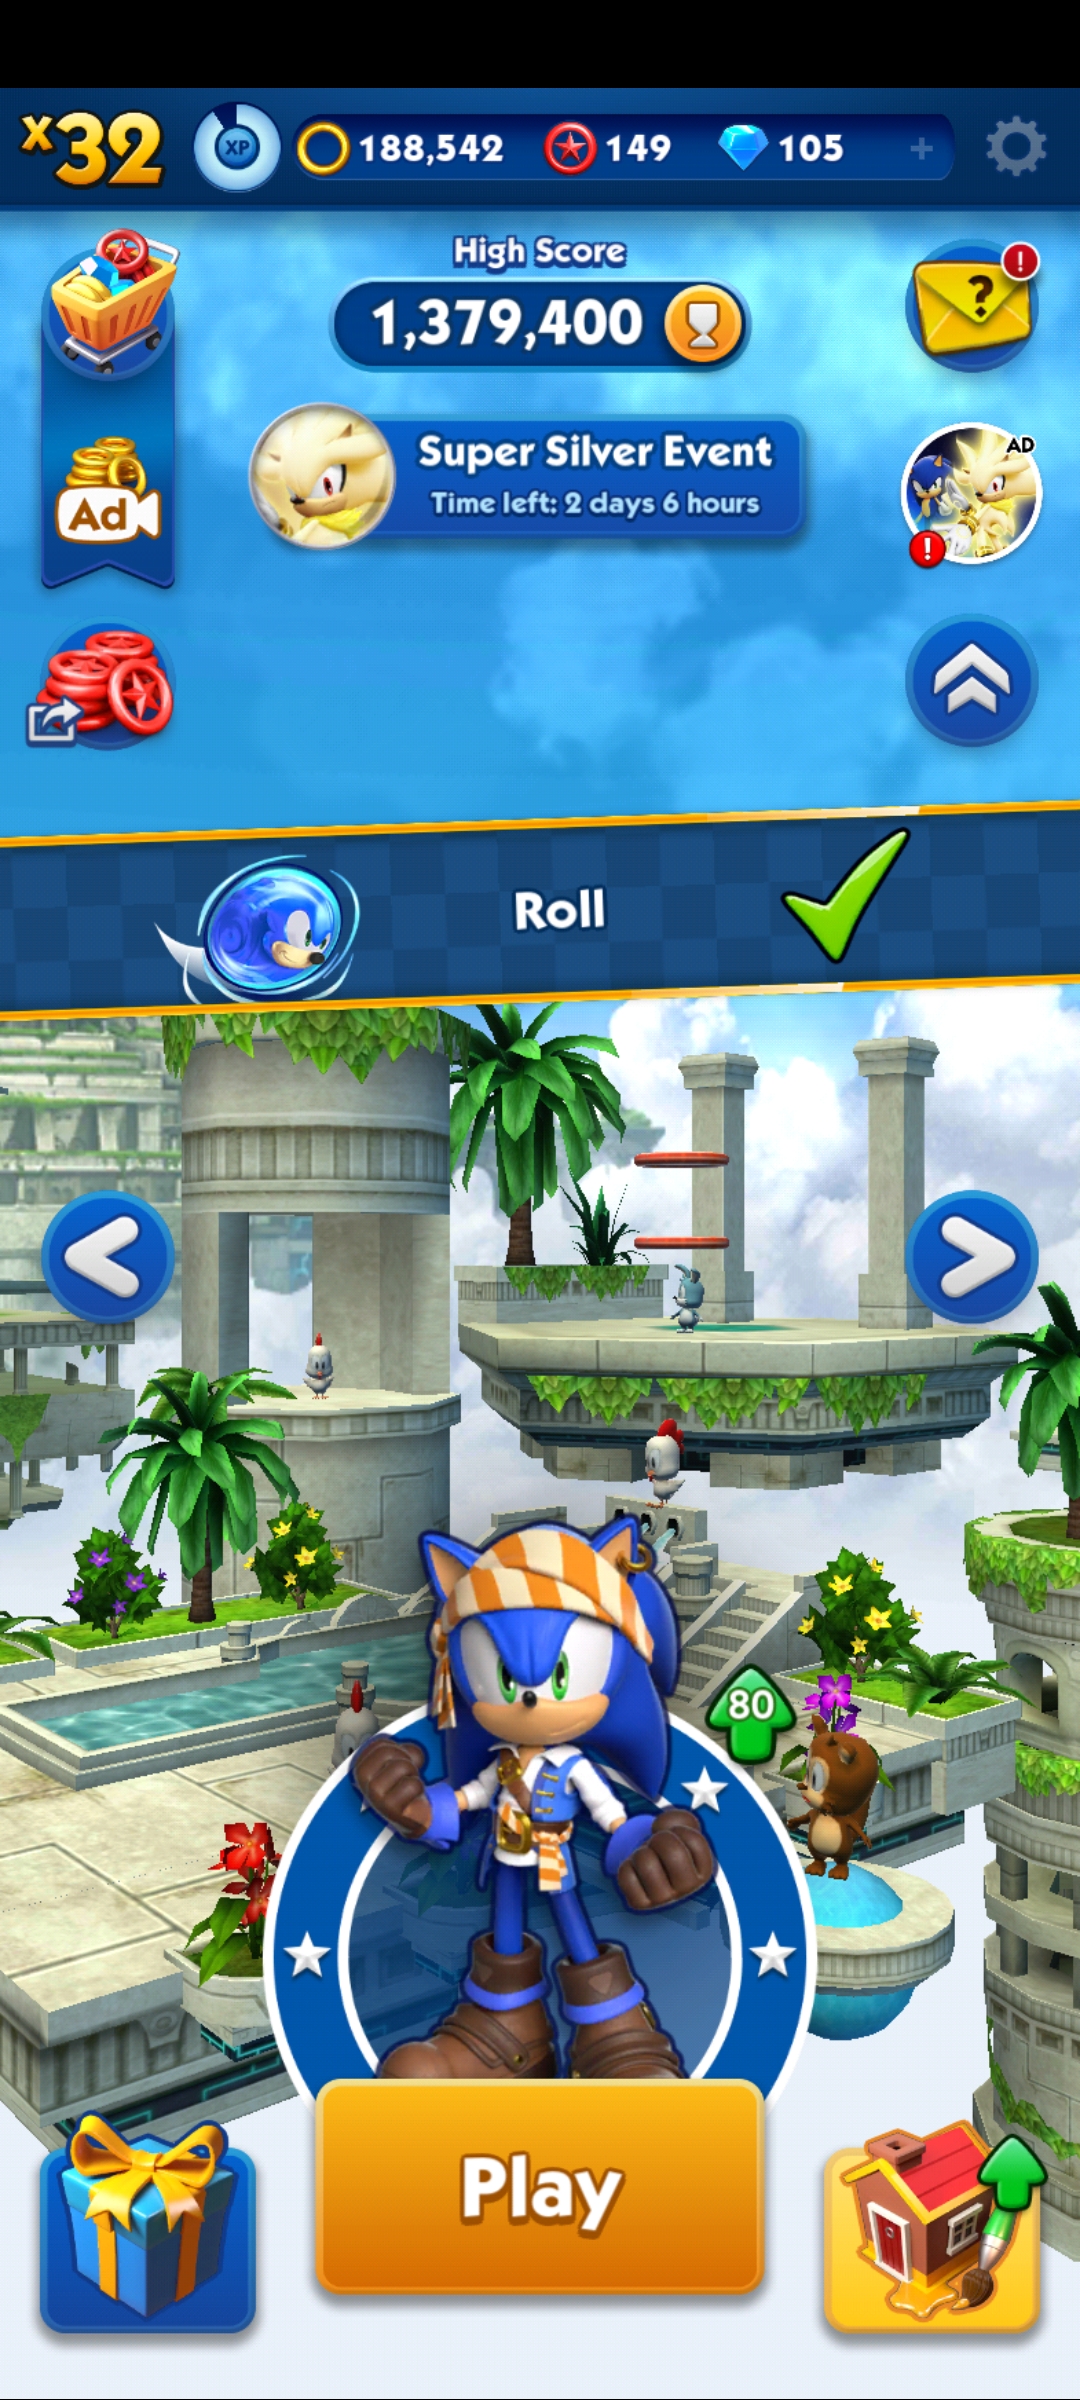 x32
XP
188,542
149
105
+
High Score
1,379,400
?
!
Super Silver Event
Time left: 2 days 6 hours
AD
!
Ad
Roll
80
Play